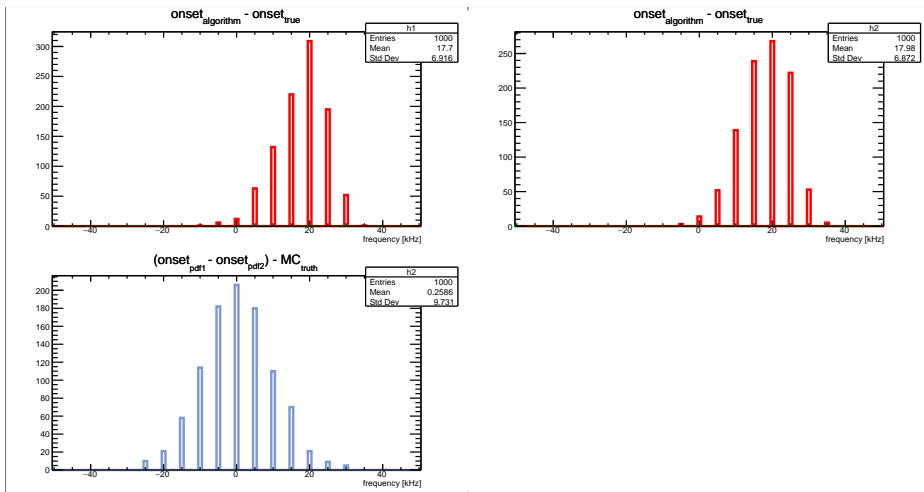 onset_algorithm - onset_true
h1
Entries 1000
Mean 17.7
Std Dev 6.916
300
250
200
150
100
50
0
−40 −20 0 20 40
frequency [kHz]
onset_algorithm - onset_true
h2
Entries 1000
Mean 17.98
Std Dev 6.872
250
200
150
100
50
0
−40 −20 0 20 40
frequency [kHz]
(onset_pdf1 - onset_pdf2) - MC_truth
h2
Entries 1000
Mean 0.2586
Std Dev 9.731
200
180
160
140
120
100
80
60
40
20
0
−40 −20 0 20 40
frequency [kHz]